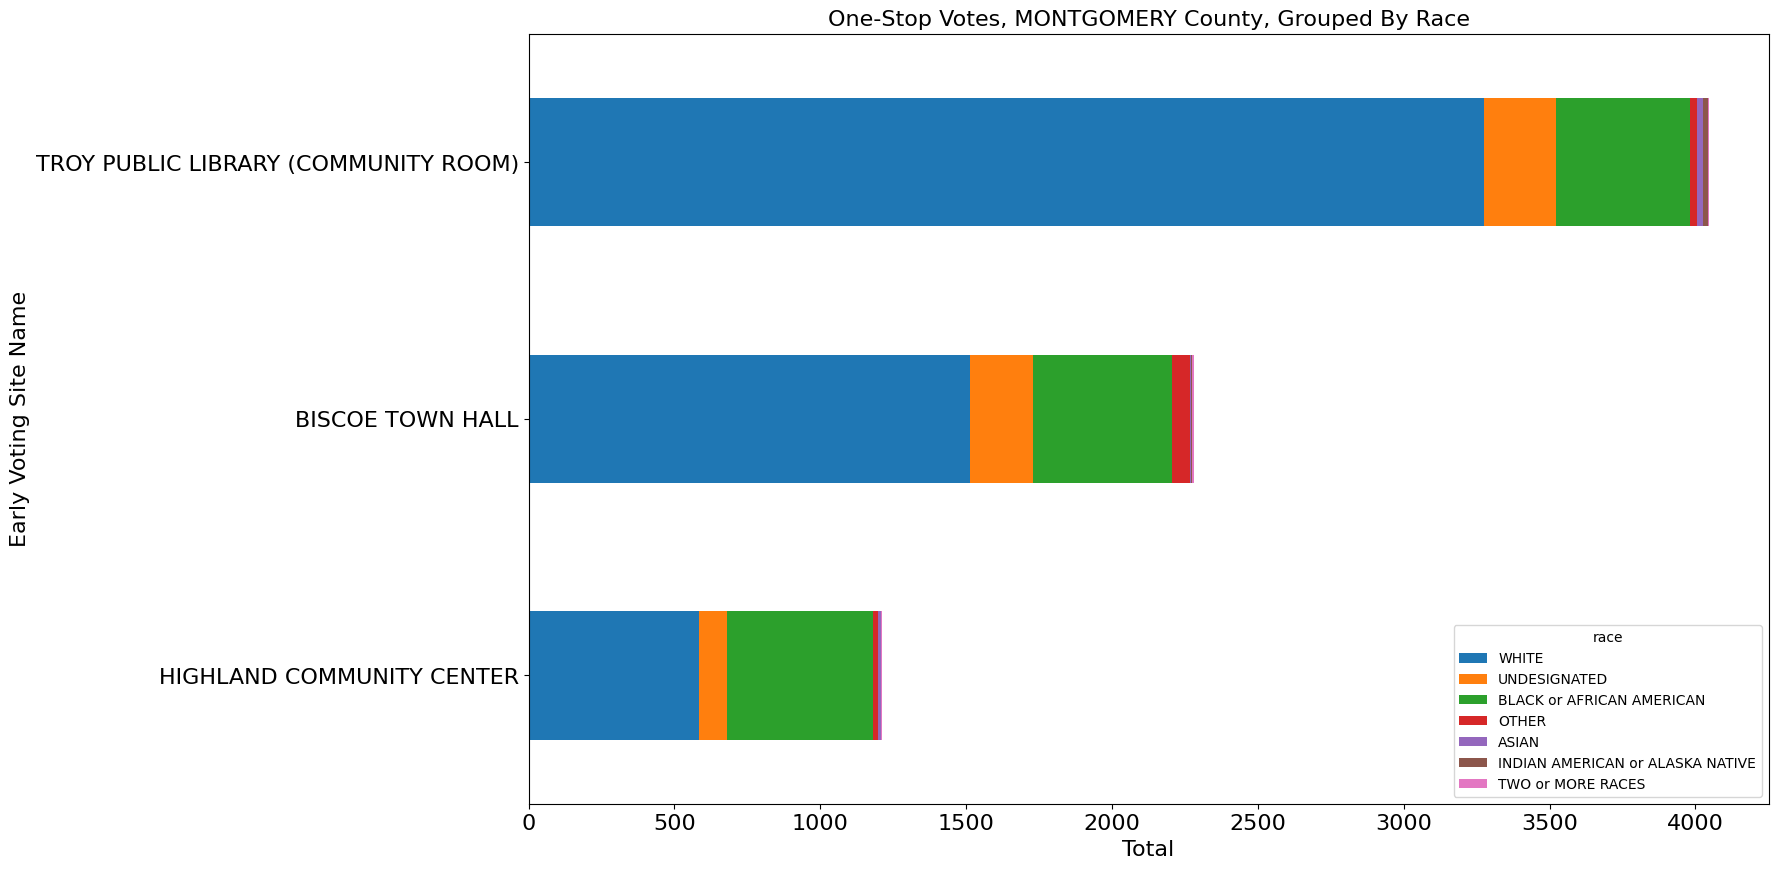 One-Stop Votes, MONTGOMERY County, Grouped By Race
Early Voting Site Name
TROY PUBLIC LIBRARY (COMMUNITY ROOM)
BISCOE TOWN HALL
HIGHLAND COMMUNITY CENTER
race
WHITE
UNDESIGNATED
BLACK or AFRICAN AMERICAN
OTHER
ASIAN
INDIAN AMERICAN or ALASKA NATIVE
TWO or MORE RACES
0 500 1000 1500 2000 2500 3000 3500 4000
Total